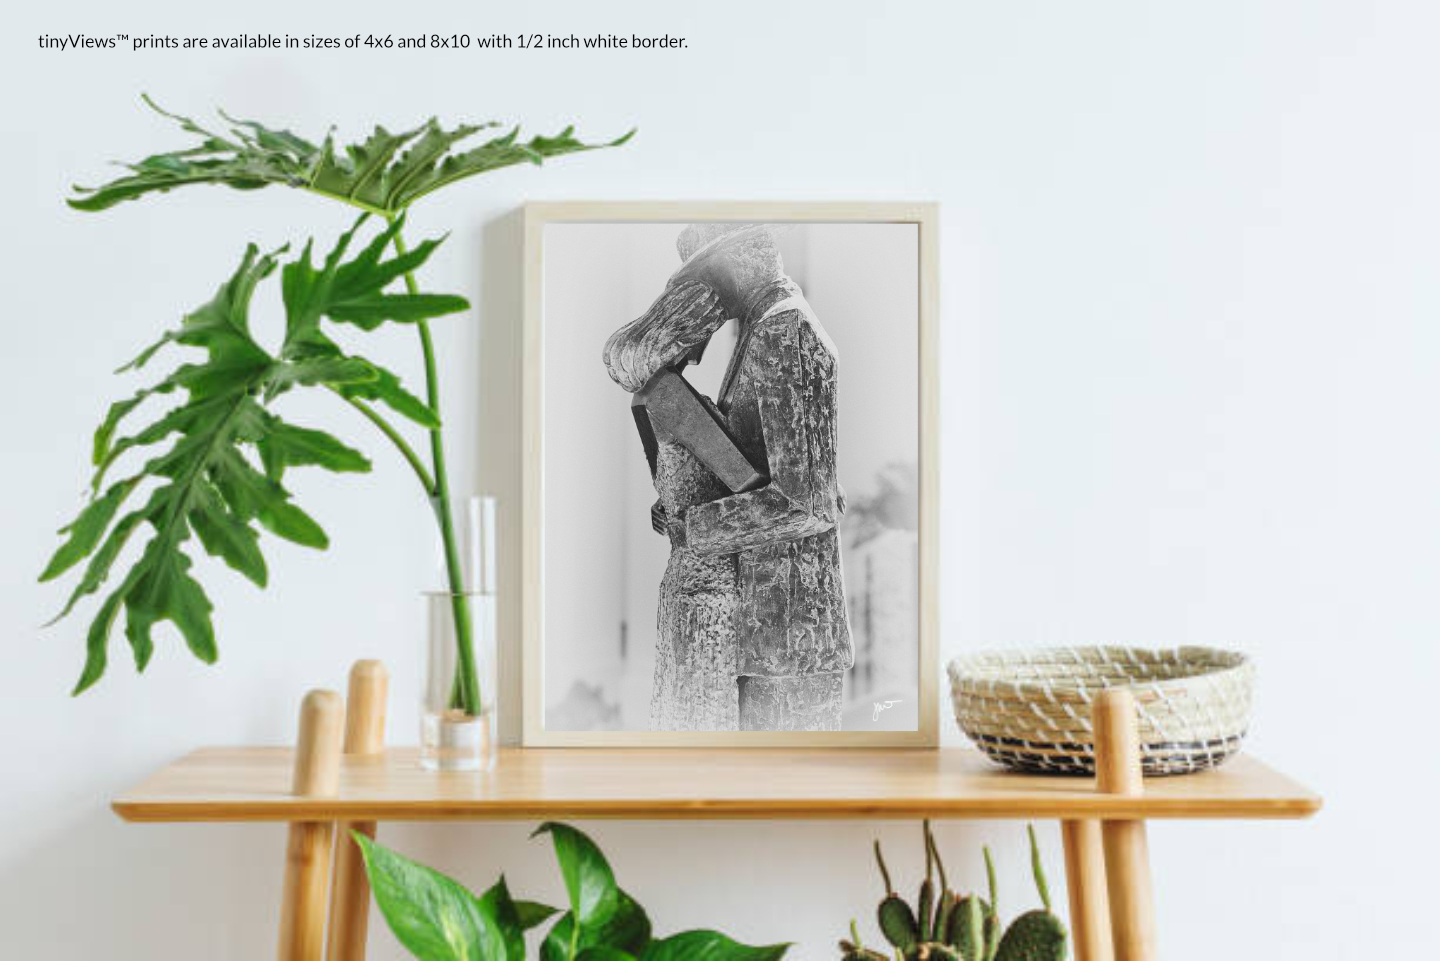 tinyViews™ prints are available in sizes of 4x6 and 8x10 with 1/2 inch white border.